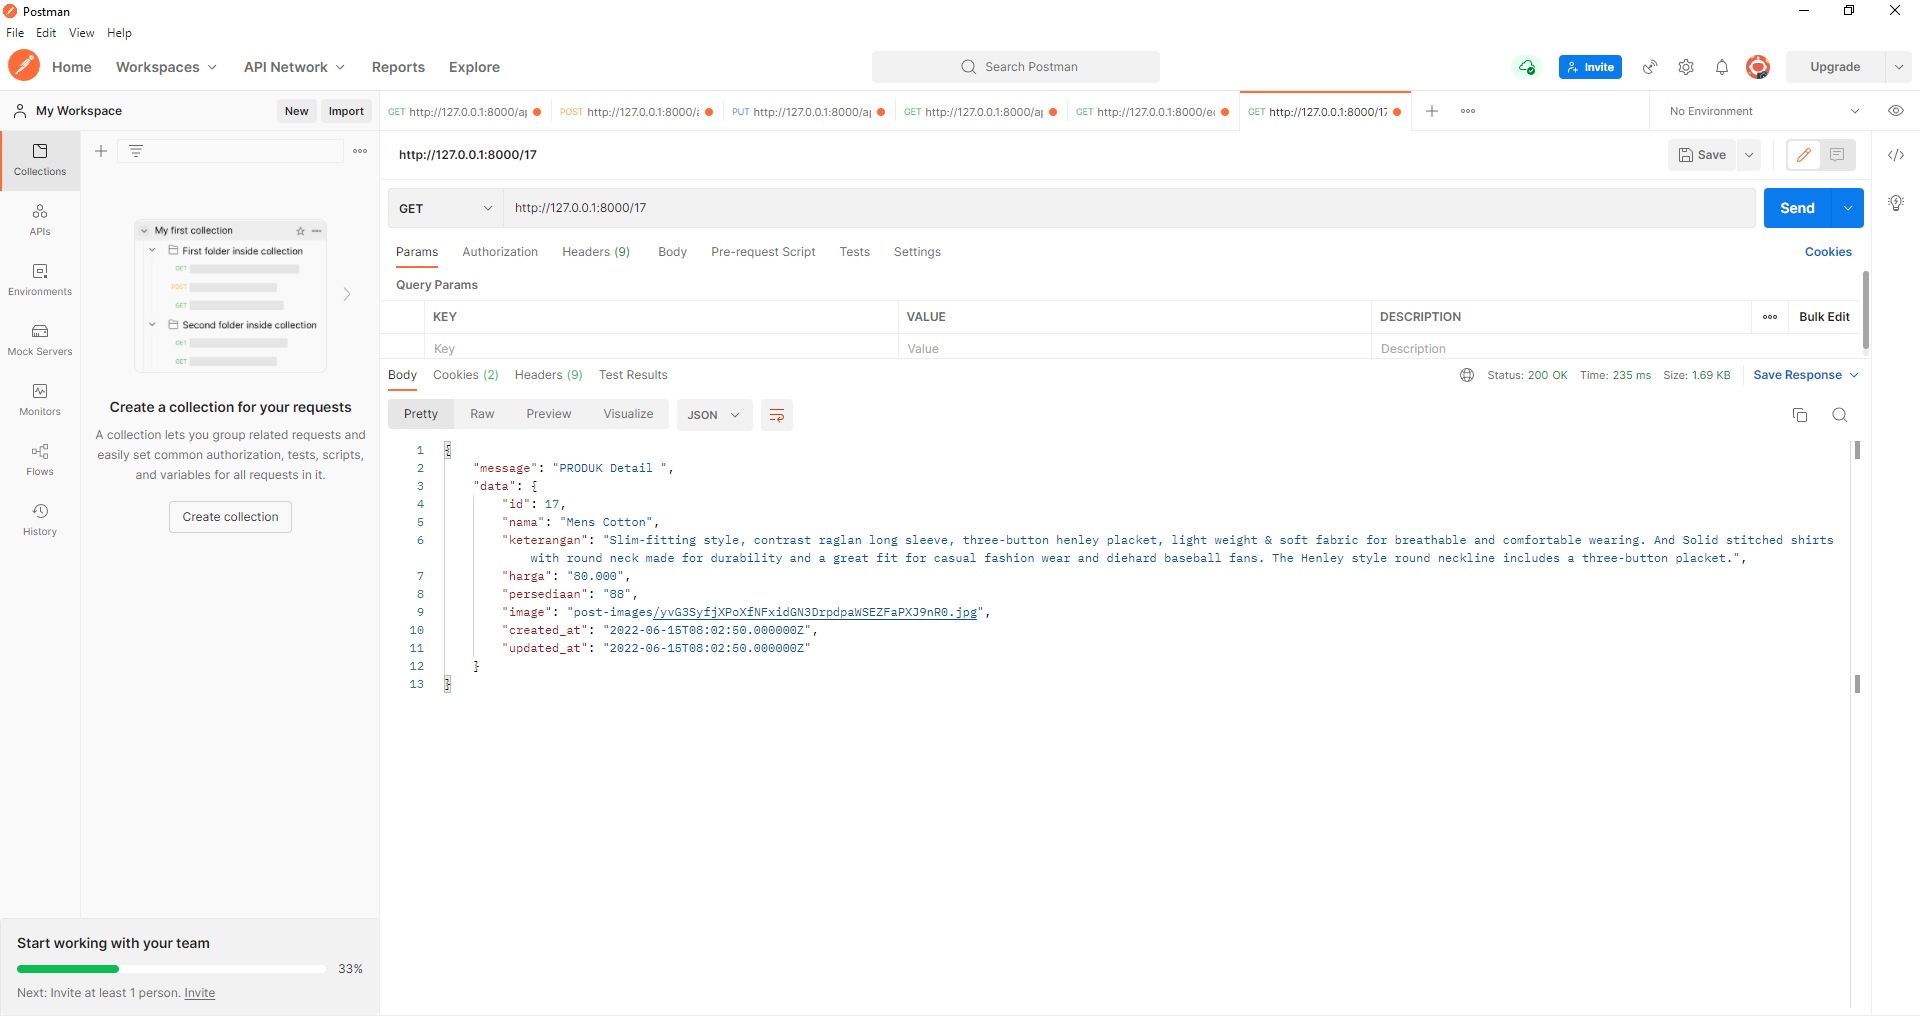 Postman
File Edit View Help
Home Workspaces API Network Reports Explore
Search Postman
Invite
Upgrade
My Workspace
New Import
GET http://127.0.0.1:8000/a
POST http://127.0.0.1:8000/
PUT http://127.0.0.1:8000/a
GET http://127.0.0.1:8000/a
GET http://127.0.0.1:8000/e
GET http://127.0.0.1:8000/17
No Environment
Collections
APIs
Environments
Mock Servers
Monitors
Flows
History
My first collection
First folder inside collection
GET
POST
GET
Second folder inside collection
GET
GET
Create a collection for your requests
A collection lets you group related requests and
easily set common authorization, tests, scripts,
and variables for all requests in it.
Create collection
Start working with your team
33%
Next: Invite at least 1 person. Invite
http://127.0.0.1:8000/17
Save
GET http://127.0.0.1:8000/17
Send
Params Authorization Headers (9) Body Pre-request Script Tests Settings
Cookies
Query Params
KEY VALUE DESCRIPTION
Bulk Edit
Key Value Description
Body Cookies (2) Headers (9) Test Results
Status: 200 OK Time: 235 ms Size: 1.69 KB Save Response
Pretty Raw Preview Visualize JSON
1 {
2 "message": "PRODUK Detail ",
3 "data": {
4 "id": 17,
5 "nama": "Mens Cotton",
6 "keterangan": "Slim-fitting style, contrast raglan long sleeve, three-button henley placket, light weight & soft fabric for breathable and comfortable wearing. And Solid stitched shirts
with round neck made for durability and a great fit for casual fashion wear and diehard baseball fans. The Henley style round neckline includes a three-button placket.",
7 "harga": "80.000",
8 "persediaan": "88",
9 "image": "post-images/yvG3SyfjXPoXfNFxidGN3DrpdpaWSEZFaPXJ9nR0.jpg",
10 "created_at": "2022-06-15T08:02:50.000000Z",
11 "updated_at": "2022-06-15T08:02:50.000000Z"
12 }
13 }